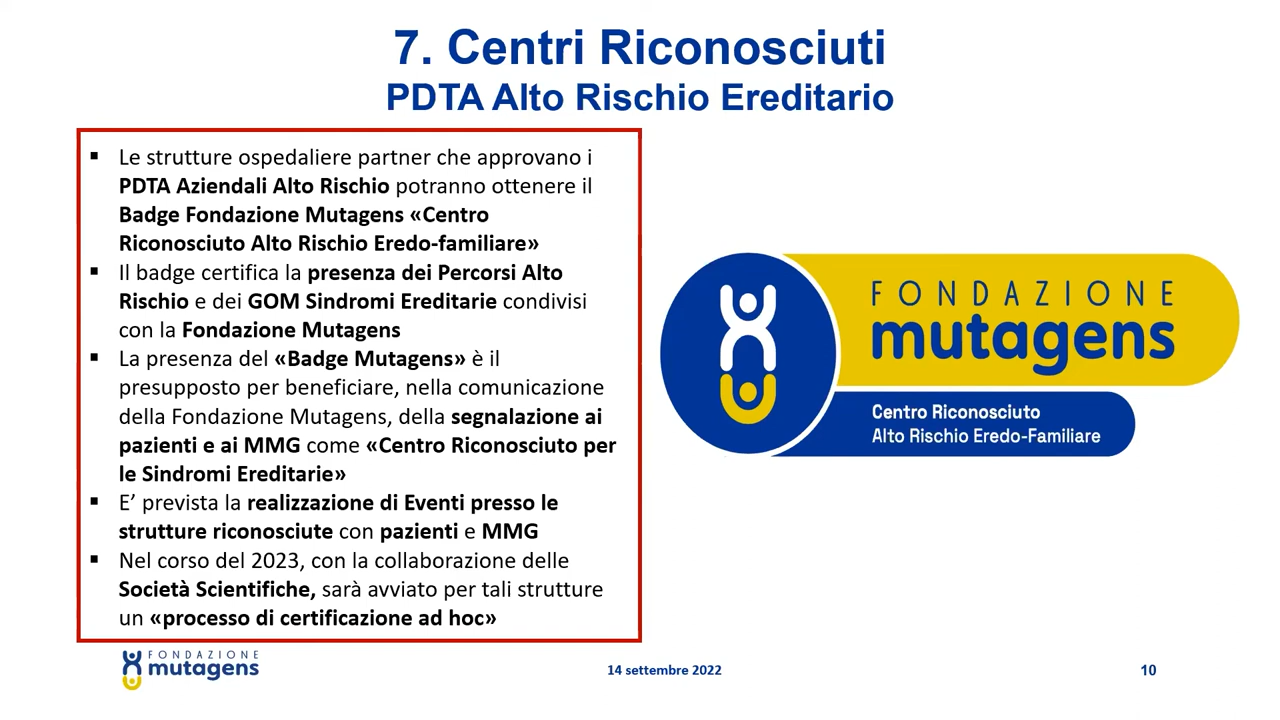 7. Centri Riconosciuti
PDTA Alto Rischio Ereditario
▪ Le strutture ospedaliere partner che approvano i
PDTA Aziendali Alto Rischio potranno ottenere il
Badge Fondazione Mutagens «Centro
Riconosciuto Alto Rischio Eredo-familiare»
▪ Il badge certifica la presenza dei Percorsi Alto
Rischio e dei GOM Sindromi Ereditarie condivisi
con la Fondazione Mutagens
▪ La presenza del «Badge Mutagens» è il
presupposto per beneficiare, nella comunicazione
della Fondazione Mutagens, della segnalazione ai
pazienti e ai MMG come «Centro Riconosciuto per
le Sindromi Ereditarie»
▪ E’ prevista la realizzazione di Eventi presso le
strutture riconosciute con pazienti e MMG
▪ Nel corso del 2023, con la collaborazione delle
Società Scientifiche, sarà avviato per tali strutture
un «processo di certificazione ad hoc»
FONDAZIONE
mutagens
Centro Riconosciuto
Alto Rischio Eredo-Familiare
FONDAZIONE
mutagens
14 settembre 2022
10